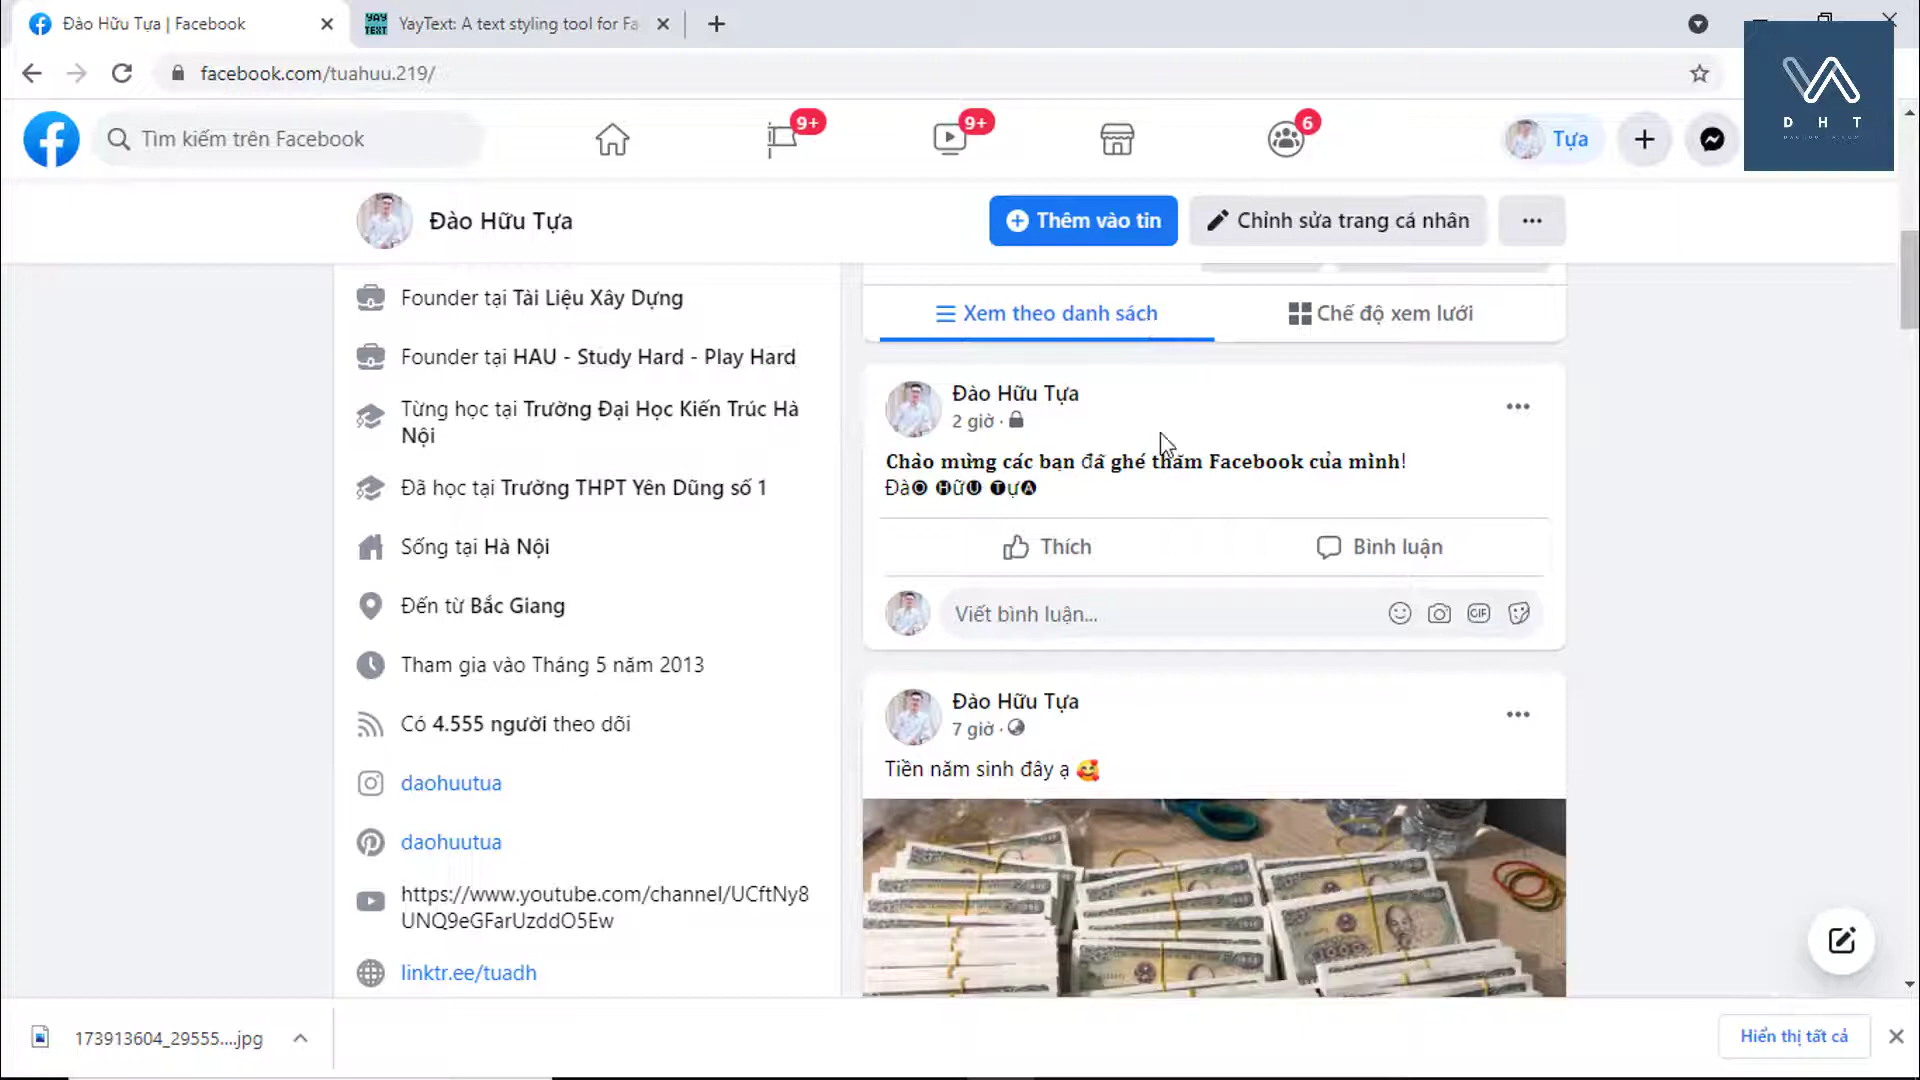 Đào Hữu Tựa | Facebook
YayText: A text styling tool for Fa
YAY
TEXT
facebook.com/tuahuu.219/
Tìm kiếm trên Facebook
9+
9+
6
Tựa
D H T
Đào Hữu Tựa
Thêm vào tin
Chỉnh sửa trang cá nhân
Founder tại Tài Liệu Xây Dựng
Founder tại HAU - Study Hard - Play Hard
Từng học tại Trường Đại Học Kiến Trúc Hà
Nội
Đã học tại Trường THPT Yên Dũng số 1
Sống tại Hà Nội
Đến từ Bắc Giang
Tham gia vào Tháng 5 năm 2013
Có 4.555 người theo dõi
daohuutua
daohuutua
https://www.youtube.com/channel/UCftNy8
UNQ9eGFarUzddO5Ew
linktr.ee/tuadh
Xem theo danh sách
Chế độ xem lưới
Đào Hữu Tựa
2 giờ ·
𝐂𝐡𝐚̀𝐨 𝐦𝐮̛̀𝐧𝐠 𝐜𝐚́𝐜 𝐛𝐚̣𝐧 đ𝐚̃ 𝐠𝐡𝐞́ 𝐭𝐡𝐚̆𝐦 𝐅𝐚𝐜𝐞𝐛𝐨𝐨𝐤 𝐜𝐮̉𝐚 𝐦𝐢̀𝐧𝐡!
Đà🅞 🅗ữ🅤 🅣ự🅐
Thích
Bình luận
Viết bình luận...
GIF
Đào Hữu Tựa
7 giờ ·
Tiền năm sinh đây ạ 🥰
173913604_29555....jpg
Hiển thị tất cả